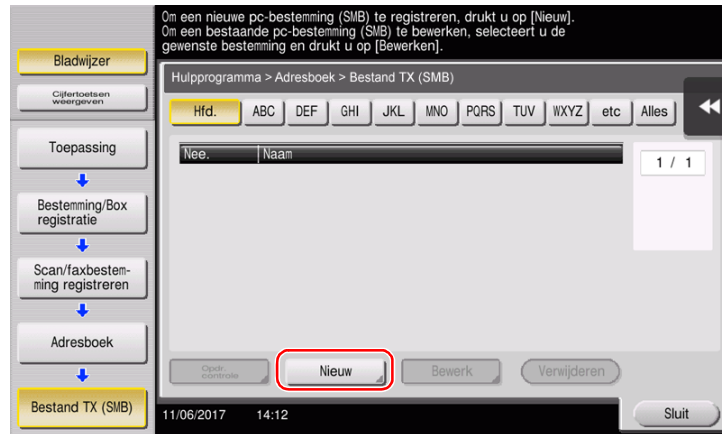 Om een nieuwe pc-bestemming (SMB) te registreren, drukt u op [Nieuw].
Om een bestaande pc-bestemming (SMB) te bewerken, selecteert u de
gewenste bestemming en drukt u op [Bewerken].
Bladwijzer
Cijfertoetsen
weergeven
Toepassing
Bestemming/Box
registratie
Scan/faxbestem-
ming registreren
Adresboek
Bestand TX (SMB)
Hulpprogramma > Adresboek > Bestand TX (SMB)
Hfd. ABC DEF GHI JKL MNO PQRS TUV WXYZ etc Alles
Nee. Naam
1 / 1
Opdr.
controle
Nieuw Bewerk Verwijderen
11/06/2017 14:12 Sluit